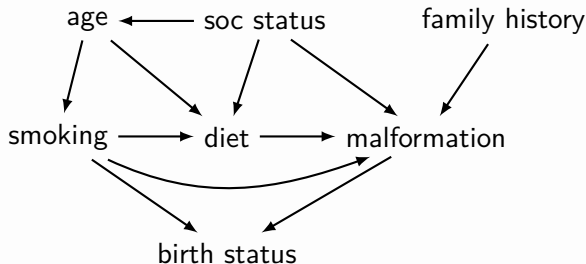 age soc status family history
smoking diet malformation
birth status